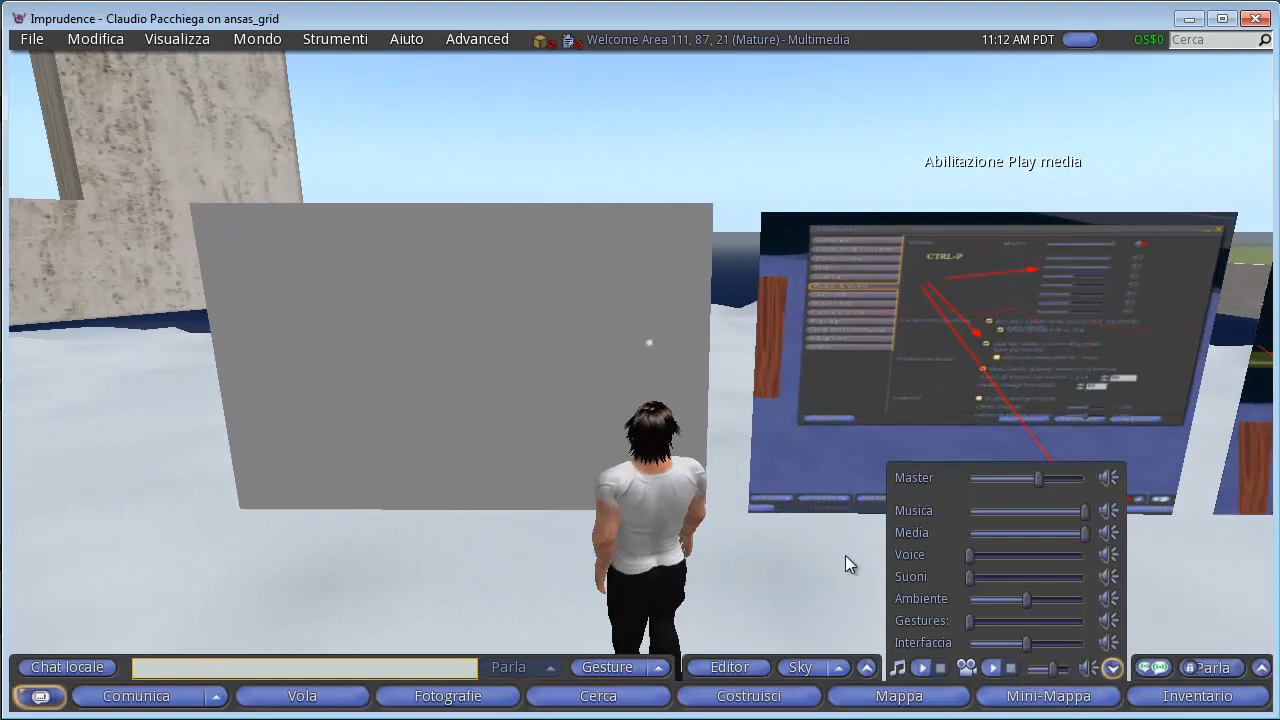 Imprudence - Claudio Pacchiega on ansas_grid
File Modifica Visualizza Mondo Strumenti Aiuto Advanced Welcome Area 111, 87, 21 (Mature) - Multimedia 11:12 AM PDT OS$0 Cerca
Abilitazione Play media
CTRL-P
Master
Musica
Media
Voice
Suoni
Ambiente
Gestures:
Interfaccia
Chat locale Parla Gesture Editor Sky Parla
Comunica Vola Fotografie Cerca Costruisci Mappa Mini-Mappa Inventario